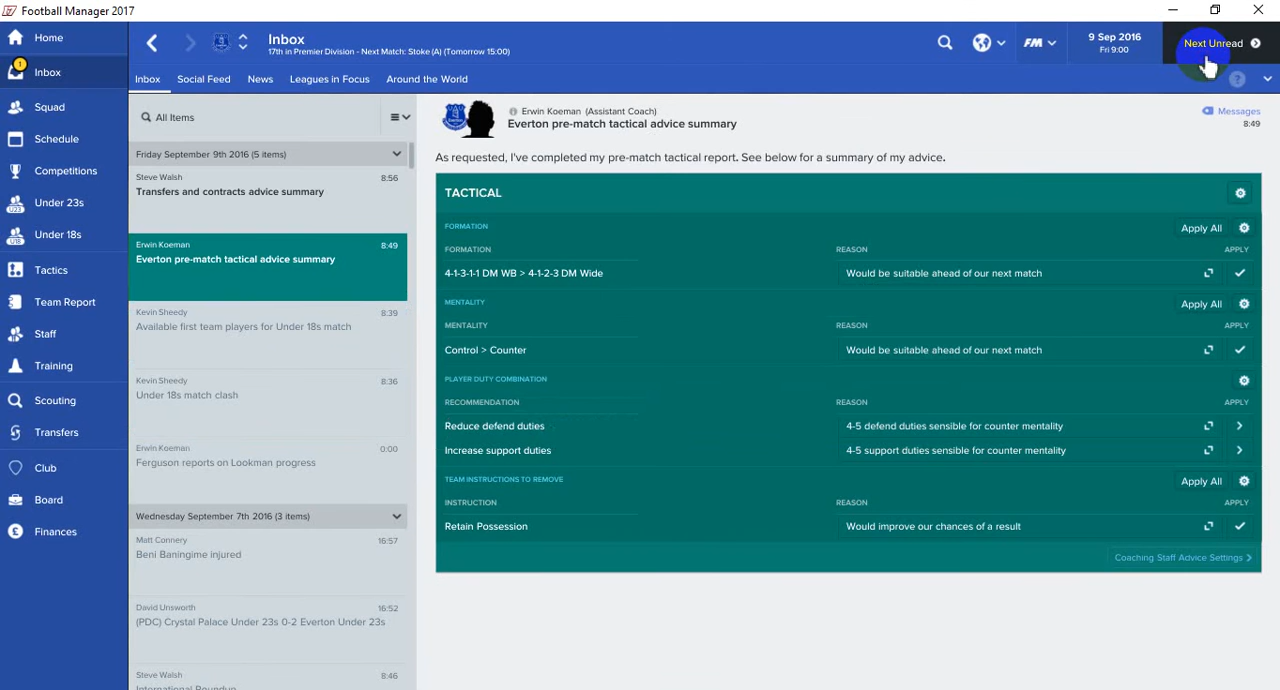 Football Manager 2017
Home
Inbox
1
Squad
Schedule
Competitions
Under 23s
U23
Under 18s
U18
Tactics
Team Report
Staff
Training
Scouting
Transfers
Club
Board
Finances
Inbox
17th in Premier Division - Next Match: Stoke (A) (Tomorrow 15:00)
FM
9 Sep 2016
Fri 9:00
Next Unread
Inbox Social Feed News Leagues in Focus Around the World
All Items
Friday September 9th 2016 (5 items)
Steve Walsh 8:56
Transfers and contracts advice summary
Erwin Koeman 8:49
Everton pre-match tactical advice summary
Kevin Sheedy 8:39
Available first team players for Under 18s match
Kevin Sheedy 8:36
Under 18s match clash
Erwin Koeman 0:00
Ferguson reports on Lookman progress
Wednesday September 7th 2016 (3 items)
Matt Connery 16:57
Beni Baningime injured
David Unsworth 16:52
(PDC) Crystal Palace Under 23s 0-2 Everton Under 23s
Steve Walsh 8:46
International Roundup
Erwin Koeman (Assistant Coach)
Everton pre-match tactical advice summary
Messages
8:49
As requested, I've completed my pre-match tactical report. See below for a summary of my advice.
TACTICAL
FORMATION
Apply All
FORMATION REASON APPLY
4-1-3-1-1 DM WB > 4-1-2-3 DM Wide Would be suitable ahead of our next match
MENTALITY
Apply All
MENTALITY REASON APPLY
Control > Counter Would be suitable ahead of our next match
PLAYER DUTY COMBINATION
RECOMMENDATION REASON APPLY
Reduce defend duties 4-5 defend duties sensible for counter mentality
Increase support duties 4-5 support duties sensible for counter mentality
TEAM INSTRUCTIONS TO REMOVE
Apply All
INSTRUCTION REASON APPLY
Retain Possession Would improve our chances of a result
Coaching Staff Advice Settings >